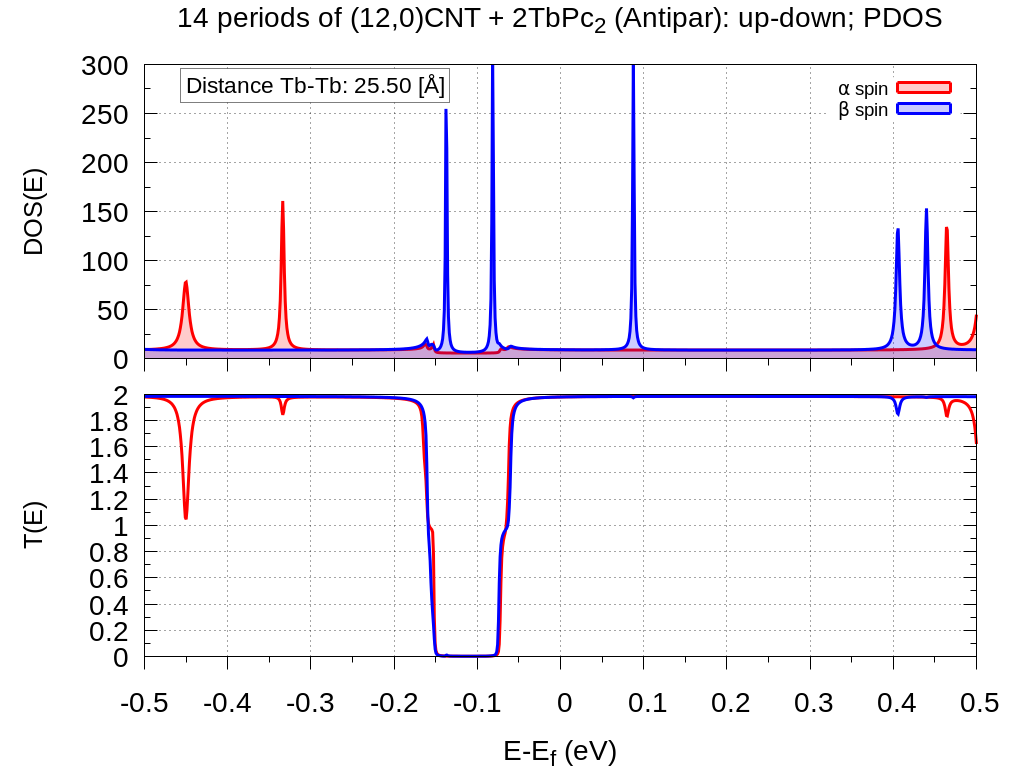 14 periods of (12,0)CNT + 2TbPc2 (Antipar): up-down; PDOS
Distance Tb-Tb: 25.50 [Å]
α spin
β spin
DOS(E)
300
250
200
150
100
50
0
T(E)
2
1.8
1.6
1.4
1.2
1
0.8
0.6
0.4
0.2
0
-0.5 -0.4 -0.3 -0.2 -0.1 0 0.1 0.2 0.3 0.4 0.5
E-Ef (eV)